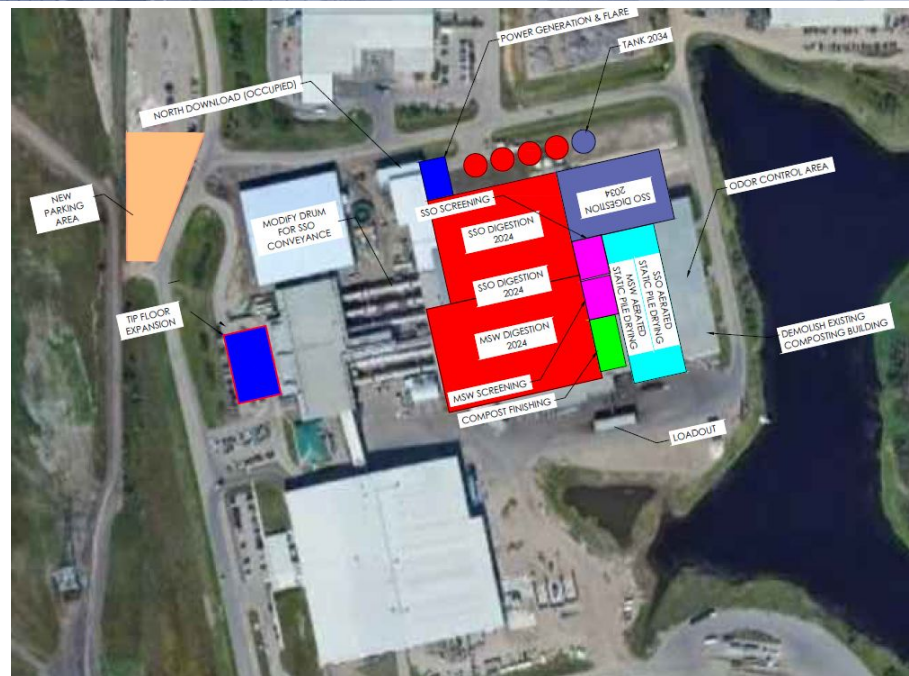 POWER GENERATION & FLARE
TANK 2034
NORTH DOWNLOAD (OCCUPIED)
ODOR CONTROL AREA
NEW
PARKING
AREA
MODIFY DRUM
FOR SSO
CONVEYANCE
SSO SCREENING
SSO DIGESTION
2034
SSO DIGESTION
2024
SSO DIGESTION
2024
SSO AERATED
STATIC PILE DRYING
MSW AERATED
STATIC PILE DRYING
TIP FLOOR
EXPANSION
MSW DIGESTION
2024
DEMOLISH EXISTING
COMPOSTING BUILDING
MSW SCREENING
COMPOST FINISHING
LOADOUT